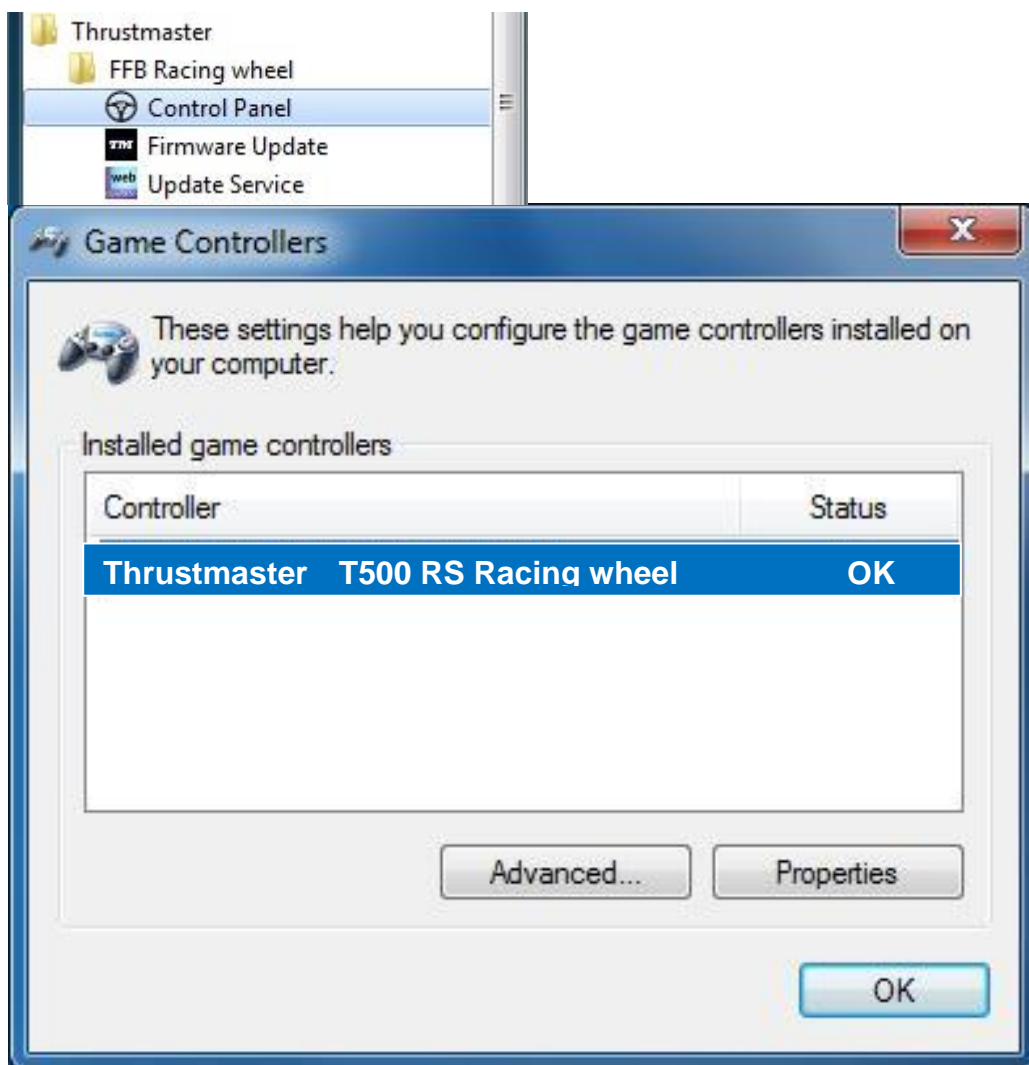 Thrustmaster
FFB Racing wheel
Control Panel
TM Firmware Update
web Update Service
Game Controllers
These settings help you configure the game controllers installed on
your computer.
Installed game controllers
Controller Status
Thrustmaster T500 RS Racing wheel OK
Advanced... Properties
OK